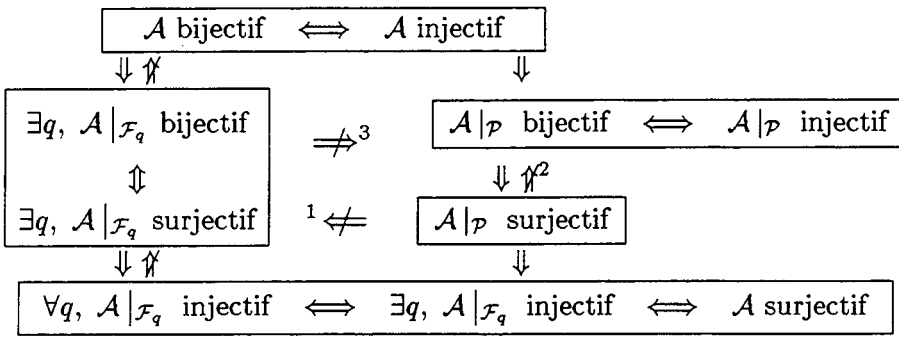 𝒜 bijectif ⟺ 𝒜 injectif
⇓ ⇑̸ ⇓
∃q, 𝒜|_{ℱ_q} bijectif
⇏³
𝒜|_𝒫 bijectif ⟺ 𝒜|_𝒫 injectif
⇕
⇓ ⇑̸²
∃q, 𝒜|_{ℱ_q} surjectif
¹⇍
𝒜|_𝒫 surjectif
⇓ ⇑̸ ⇓
∀q, 𝒜|_{ℱ_q} injectif ⟺ ∃q, 𝒜|_{ℱ_q} injectif ⟺ 𝒜 surjectif